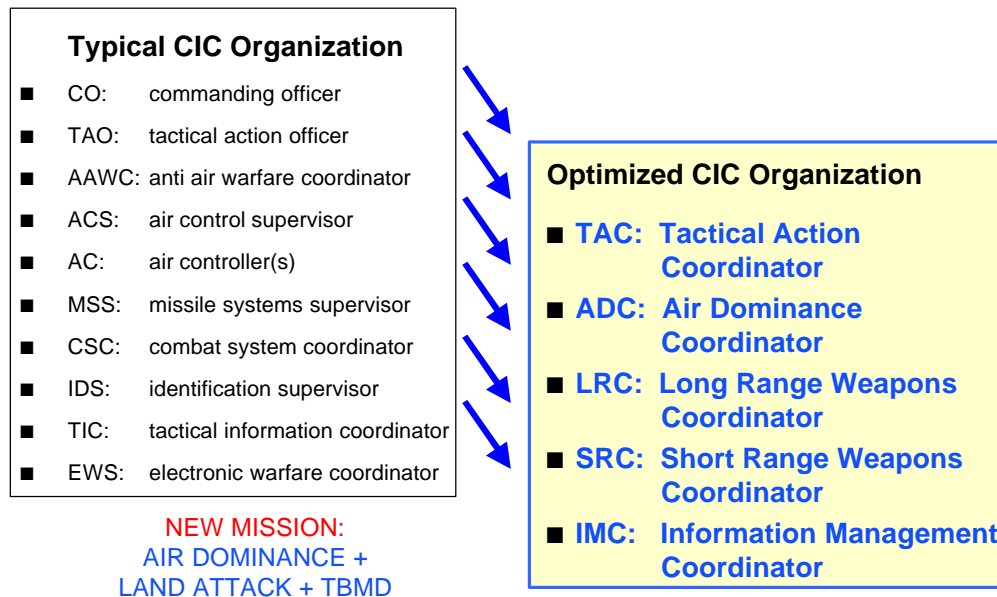 Typical CIC Organization
■ CO: commanding officer
■ TAO: tactical action officer
■ AAWC: anti air warfare coordinator
■ ACS: air control supervisor
■ AC: air controller(s)
■ MSS: missile systems supervisor
■ CSC: combat system coordinator
■ IDS: identification supervisor
■ TIC: tactical information coordinator
■ EWS: electronic warfare coordinator
NEW MISSION:
AIR DOMINANCE +
LAND ATTACK + TBMD
Optimized CIC Organization
■ TAC: Tactical Action
Coordinator
■ ADC: Air Dominance
Coordinator
■ LRC: Long Range Weapons
Coordinator
■ SRC: Short Range Weapons
Coordinator
■ IMC: Information Management
Coordinator